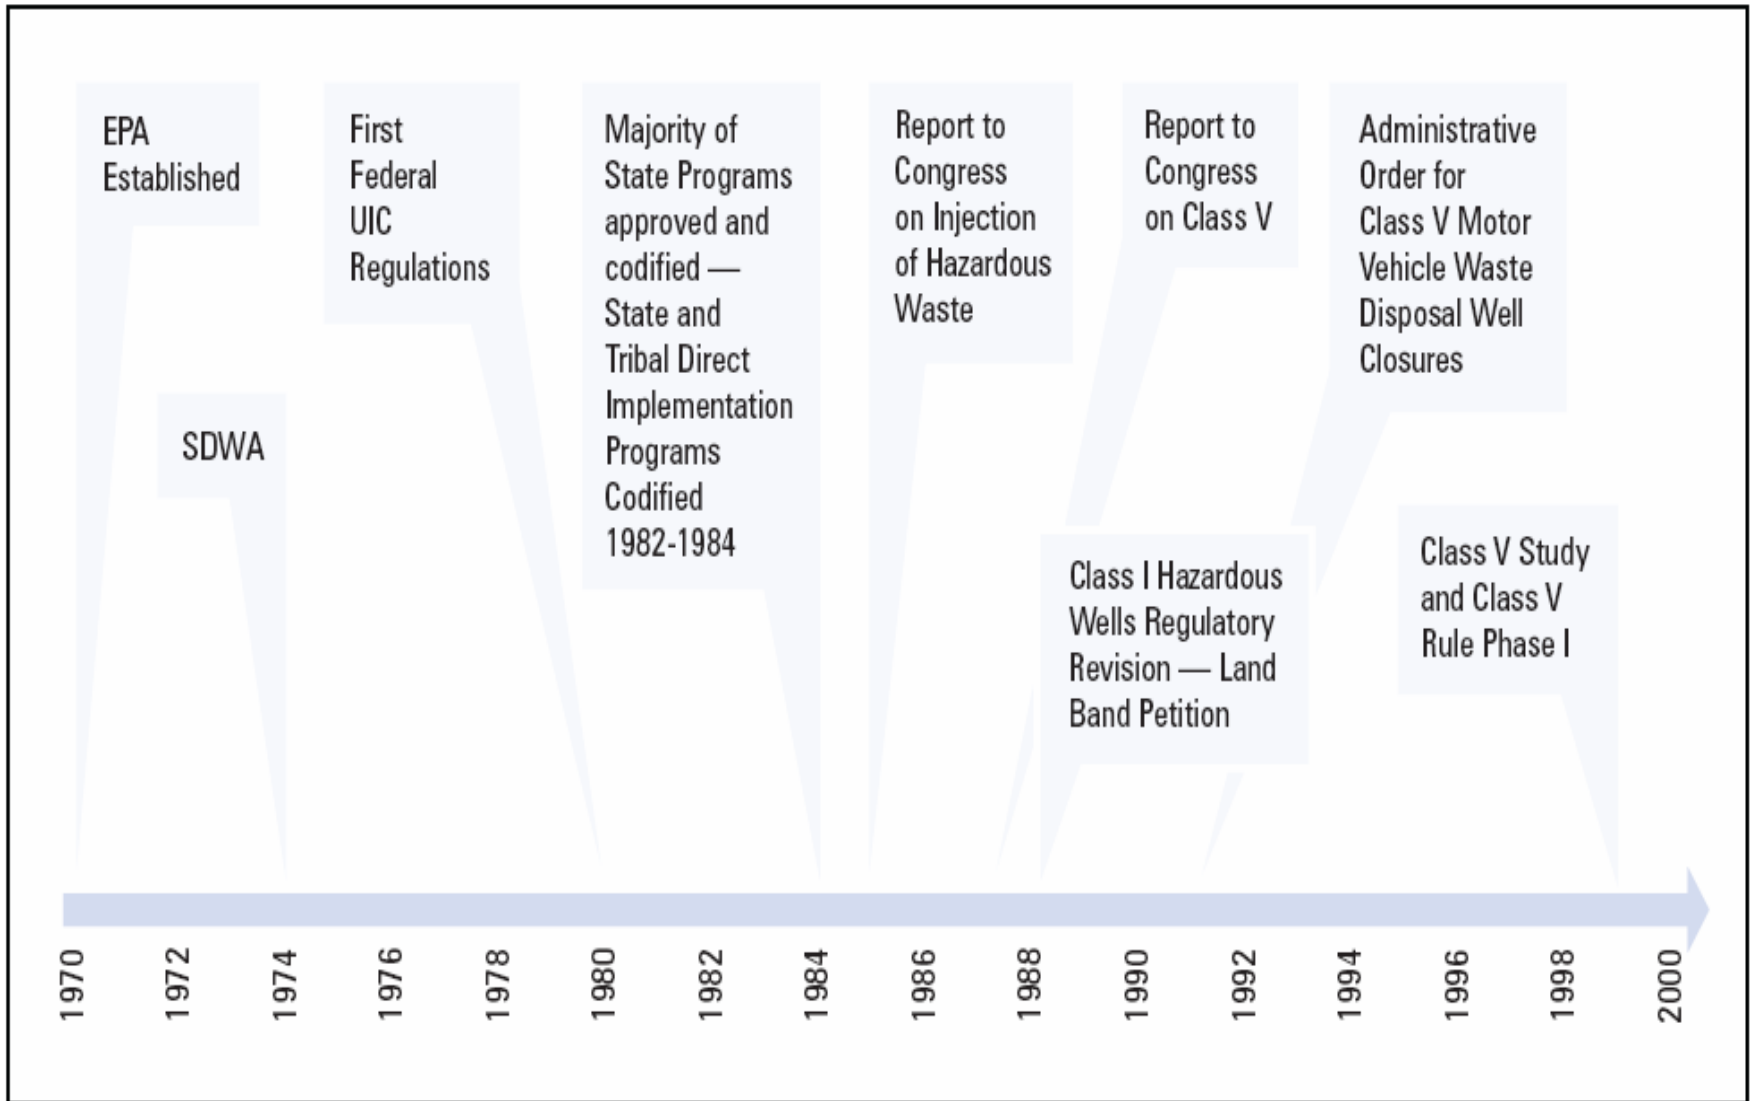 EPA
Established
First
Federal
UIC
Regulations
Majority of
State Programs
approved and
codified —
State and
Tribal Direct
Implementation
Programs
Codified
1982-1984
Report to
Congress
on Injection
of Hazardous
Waste
Report to
Congress
on Class V
Administrative
Order for
Class V Motor
Vehicle Waste
Disposal Well
Closures
SDWA
Class I Hazardous
Wells Regulatory
Revision — Land
Band Petition
Class V Study
and Class V
Rule Phase I
1970
1972
1974
1976
1978
1980
1982
1984
1986
1988
1990
1992
1994
1996
1998
2000